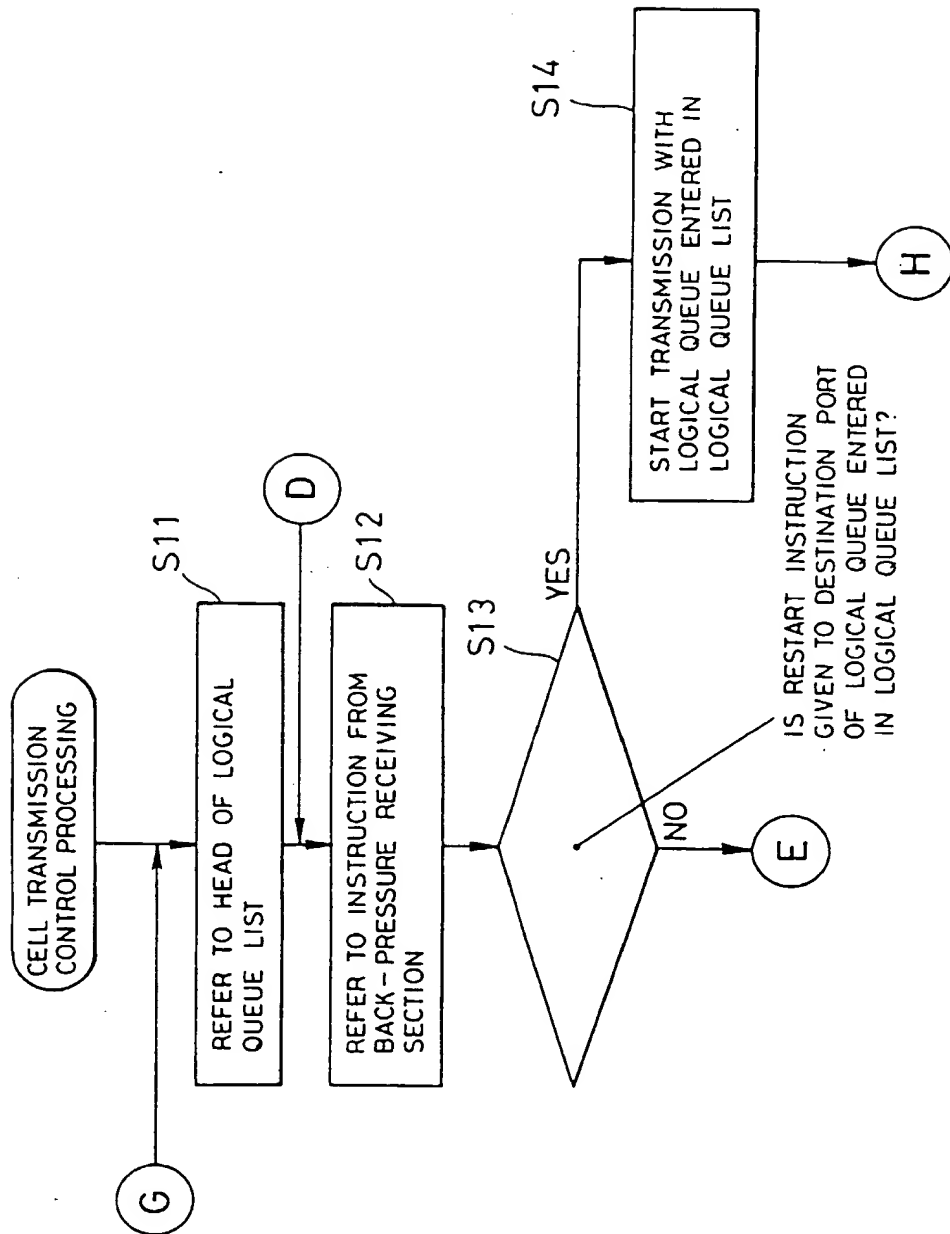 CELL TRANSMISSION
CONTROL PROCESSING
G
REFER TO HEAD OF LOGICAL
QUEUE LIST
S11
D
REFER TO INSTRUCTION FROM
BACK-PRESSURE RECEIVING
SECTION
S12
S13
YES
NO
IS RESTART INSTRUCTION
GIVEN TO DESTINATION PORT
OF LOGICAL QUEUE ENTERED
IN LOGICAL QUEUE LIST?
E
S14
START TRANSMISSION WITH
LOGICAL QUEUE ENTERED IN
LOGICAL QUEUE LIST
H